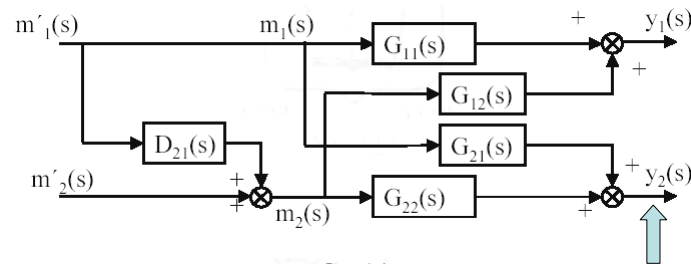 m´₁(s) m₁(s) + y₁(s)
G₁₁(s)
+
G₁₂(s)
D₂₁(s) G₂₁(s)
m´₂(s) + + y₂(s)
+ m₂(s) G₂₂(s) +